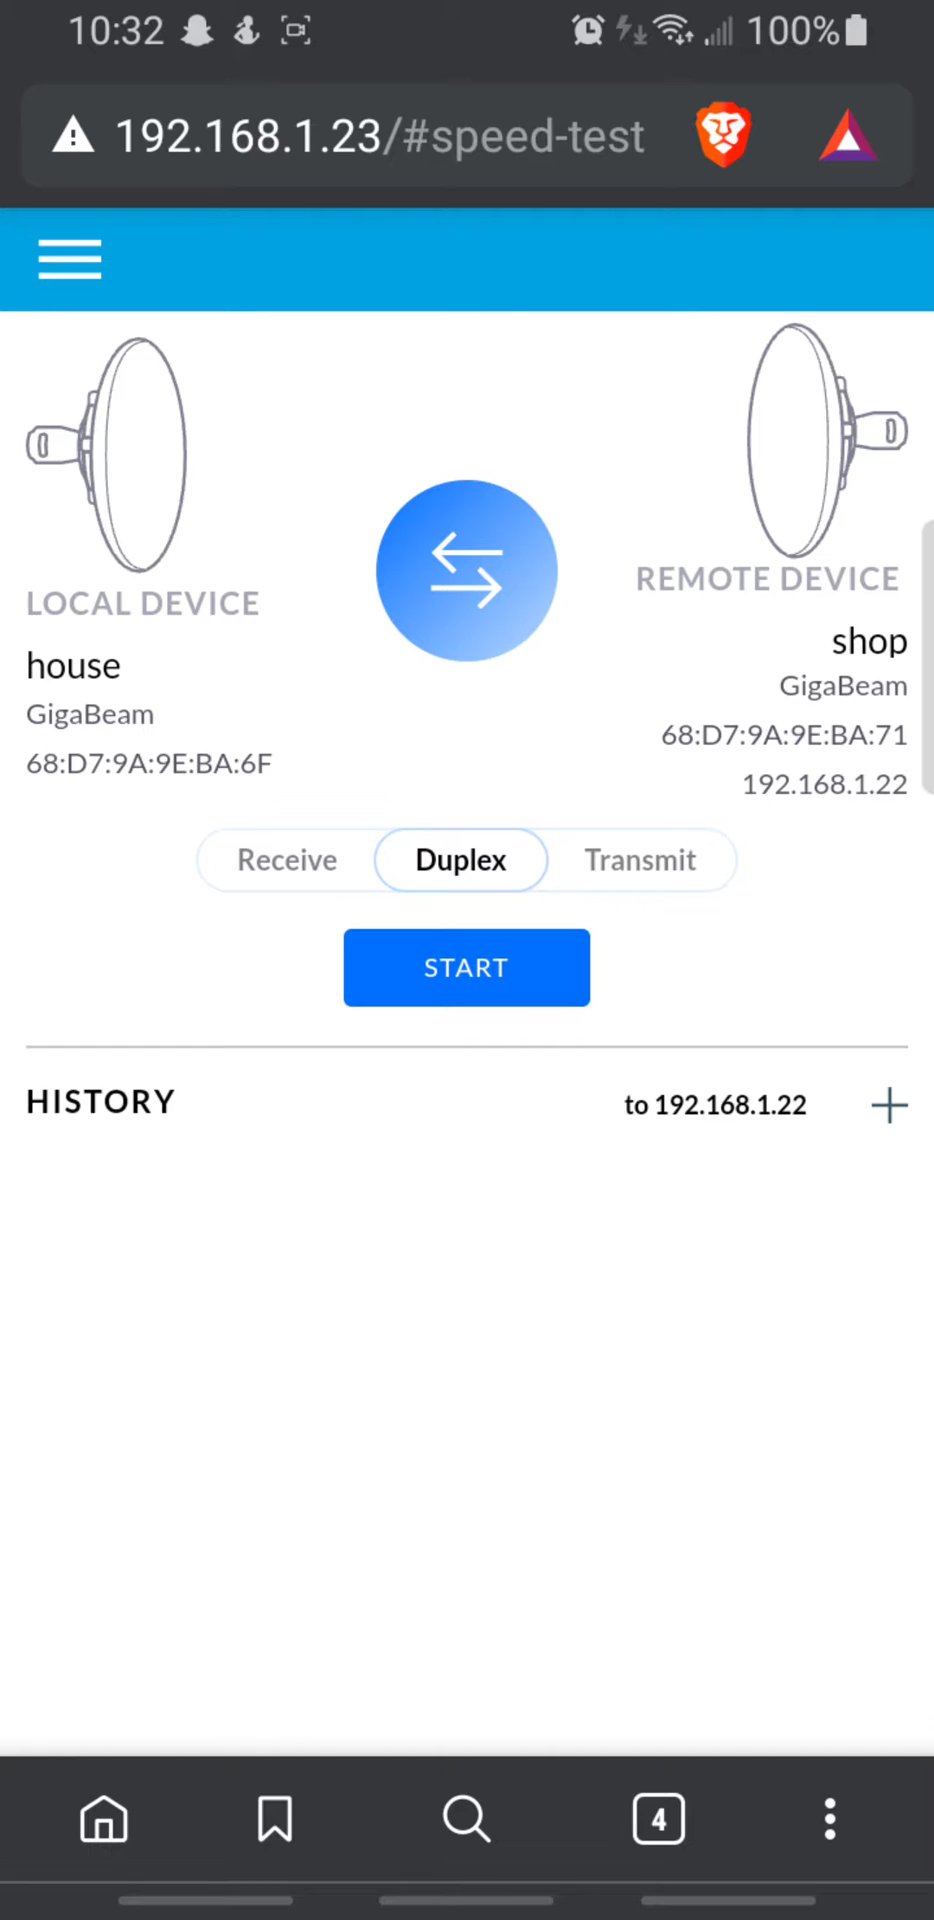 10:32
100%
192.168.1.23/#speed-test
LOCAL DEVICE
house
GigaBeam
68:D7:9A:9E:BA:6F
REMOTE DEVICE
shop
GigaBeam
68:D7:9A:9E:BA:71
192.168.1.22
Receive Duplex Transmit
START
HISTORY to 192.168.1.22
4